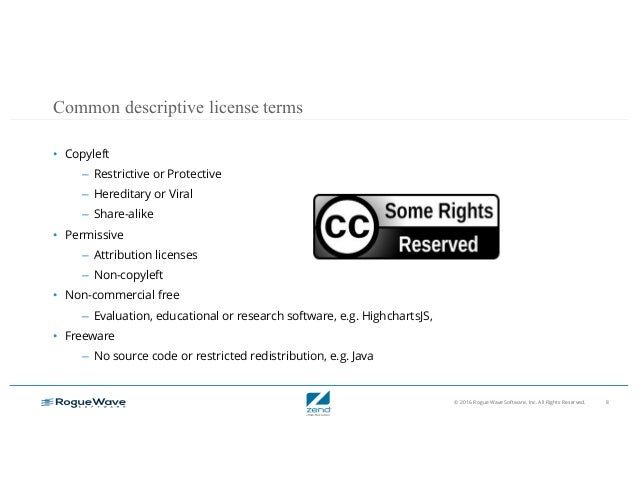 Common descriptive license terms
• Copyleft
– Restrictive or Protective
– Hereditary or Viral
– Share-alike
• Permissive
– Attribution licenses
– Non-copyleft
• Non-commercial free
– Evaluation, educational or research software, e.g. HighchartsJS,
• Freeware
– No source code or restricted redistribution, e.g. Java
cc Some Rights
Reserved
RogueWave
SOFTWARE
zend
© 2016 Rogue Wave Software, Inc. All Rights Reserved. 8